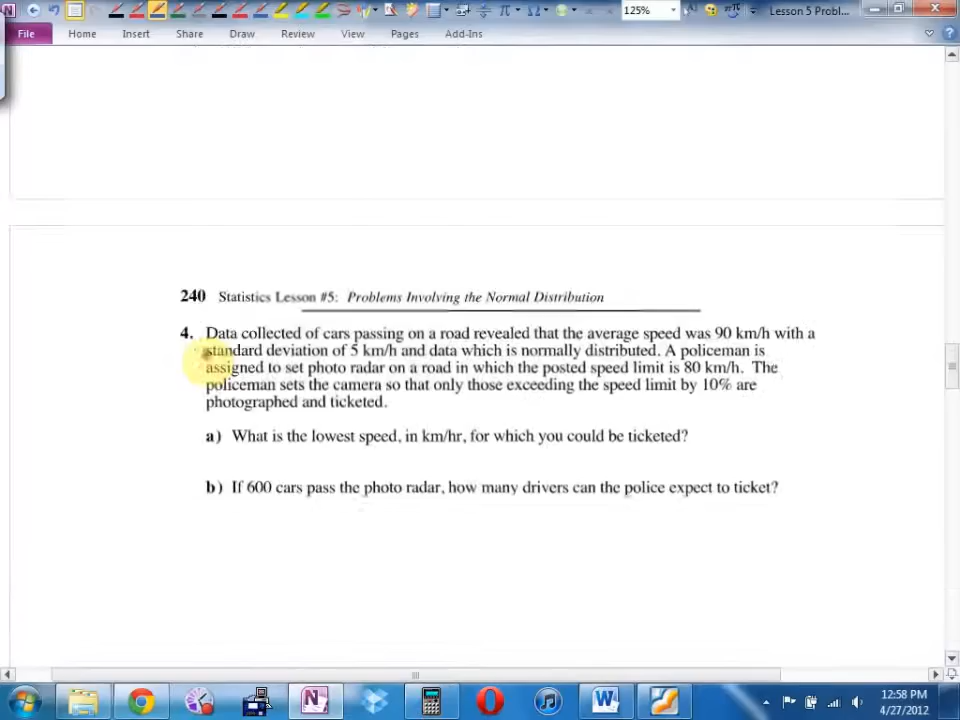 125%
Lesson 5 Probl...
File Home Insert Share Draw Review View Pages Add-Ins
240 Statistics Lesson #5: Problems Involving the Normal Distribution
4. Data collected of cars passing on a road revealed that the average speed was 90 km/h with a
standard deviation of 5 km/h and data which is normally distributed. A policeman is
assigned to set photo radar on a road in which the posted speed limit is 80 km/h. The
policeman sets the camera so that only those exceeding the speed limit by 10% are
photographed and ticketed.
a) What is the lowest speed, in km/hr, for which you could be ticketed?
b) If 600 cars pass the photo radar, how many drivers can the police expect to ticket?
12:58 PM
4/27/2012